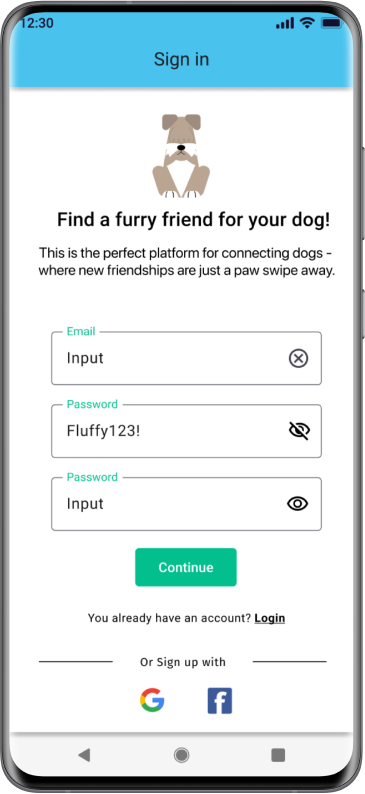 12:30
Sign in
Find a furry friend for your dog!
This is the perfect platform for connecting dogs -
where new friendships are just a paw swipe away.
Email
Input
Password
Fluffy123!
Password
Input
Continue
You already have an account? Login
Or Sign up with